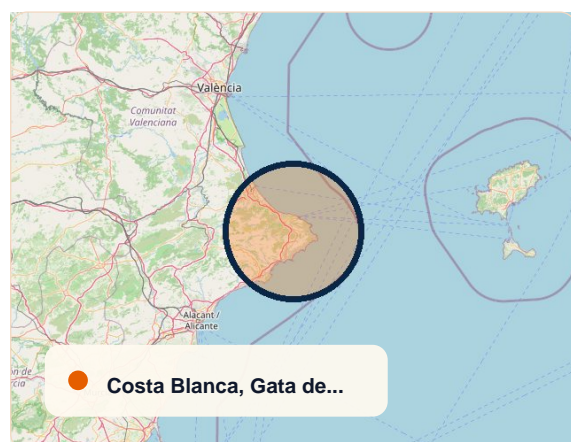 València
Comunitat
Valenciana
Alacant /
Alicante
Costa Blanca, Gata de...